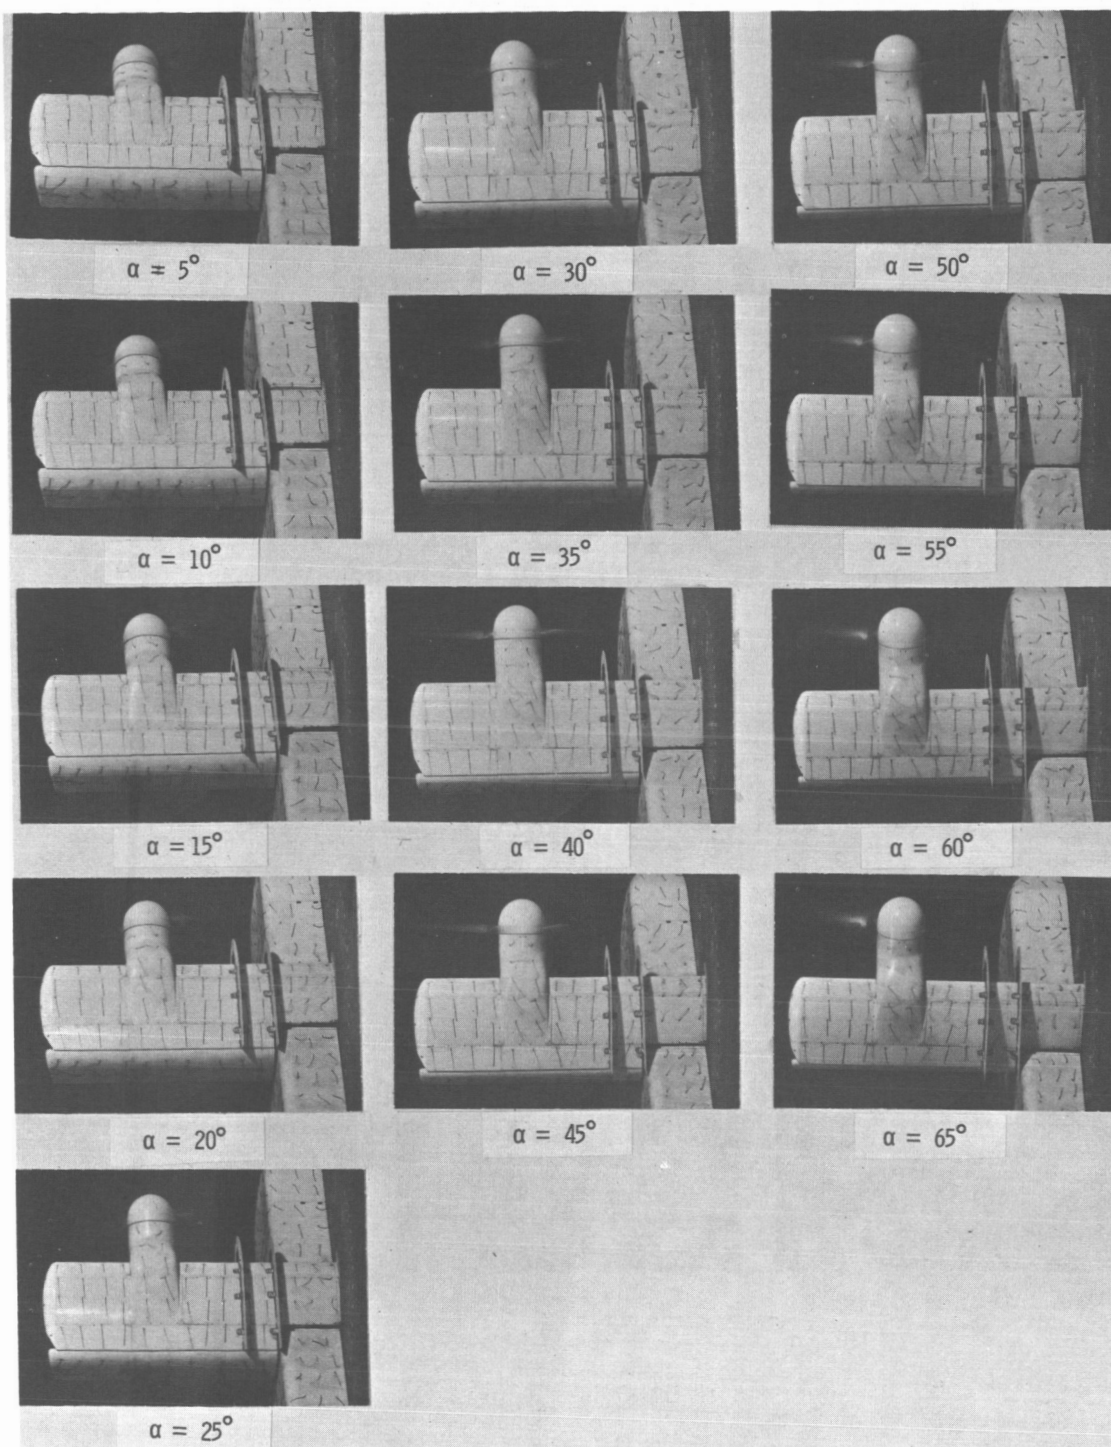 α = 5°
α = 30°
α = 50°
α = 10°
α = 35°
α = 55°
α = 15°
α = 40°
α = 60°
α = 20°
α = 45°
α = 65°
α = 25°